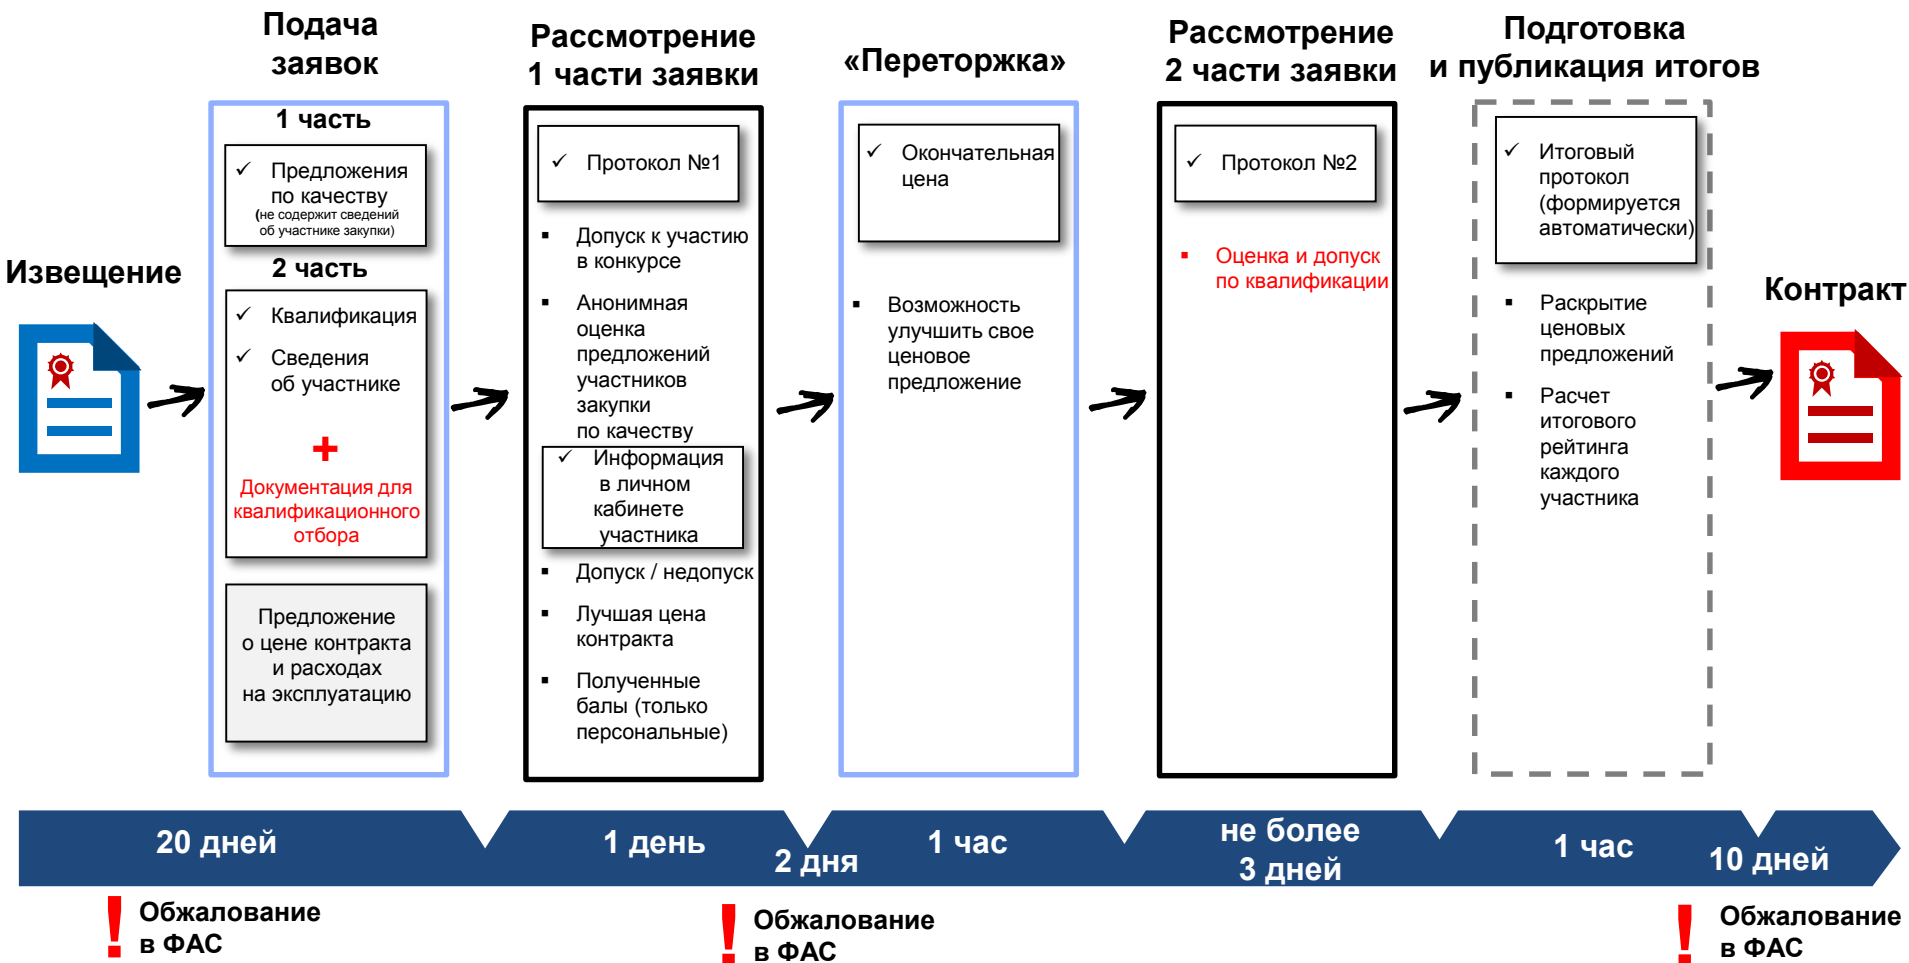 Извещение
Подача
заявок
1 часть
✓ Предложения
по качеству
(не содержит сведений
об участнике закупки)
2 часть
✓ Квалификация
✓ Сведения
об участнике
+
Документация для
квалификационного
отбора
Предложение
о цене контракта
и расходах
на эксплуатацию
Рассмотрение
1 части заявки
✓ Протокол №1
▪ Допуск к участию
в конкурсе
▪ Анонимная
оценка
предложений
участников
закупки
по качеству
✓ Информация
в личном
кабинете
участника
▪ Допуск / недопуск
▪ Лучшая цена
контракта
▪ Полученные
балы (только
персональные)
«Переторжка»
✓ Окончательная
цена
▪ Возможность
улучшить свое
ценовое
предложение
Рассмотрение
2 части заявки
✓ Протокол №2
▪ Оценка и допуск
по квалификации
Подготовка
и публикация итогов
✓ Итоговый
протокол
(формируется
автоматически)
▪ Раскрытие
ценовых
предложений
▪ Расчет
итогового
рейтинга
каждого
участника
Контракт
20 дней
1 день
2 дня
1 час
не более
3 дней
1 час
10 дней
! Обжалование
в ФАС
! Обжалование
в ФАС
! Обжалование
в ФАС